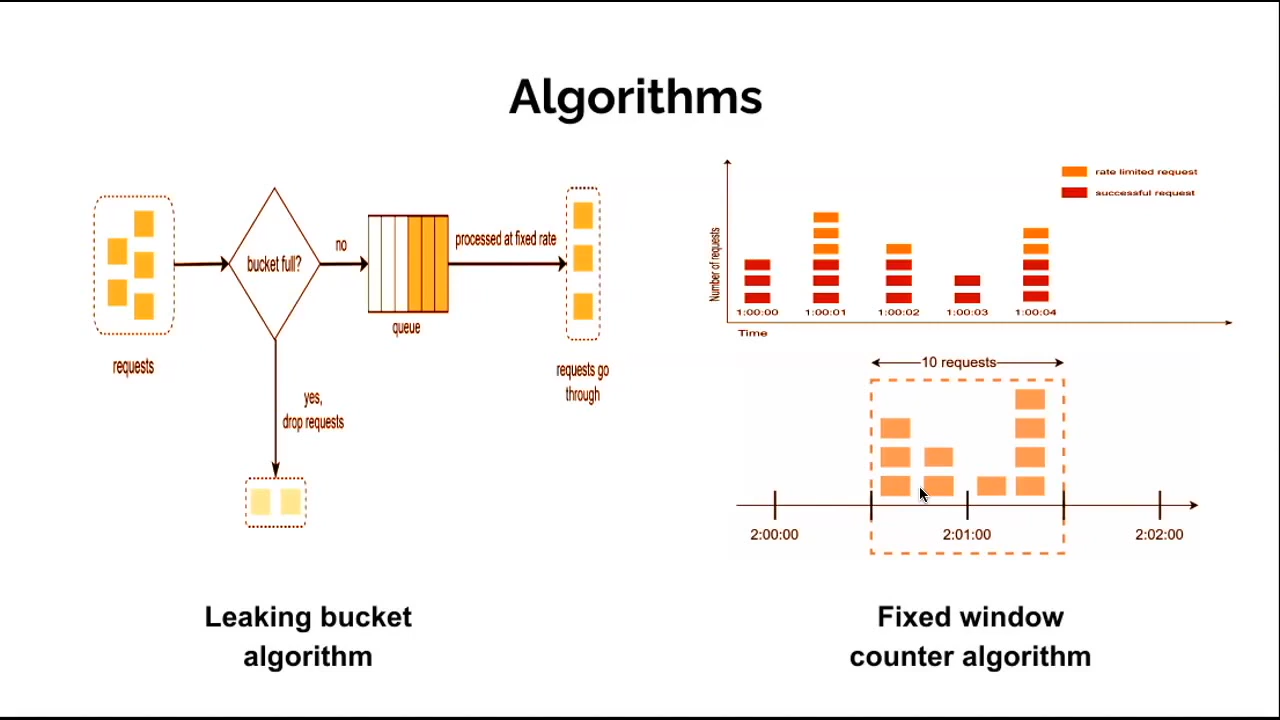 Algorithms
requests
bucket full?
no
queue
processed at fixed rate
requests go
through
yes,
drop requests
Leaking bucket
algorithm
rate limited request
successful request
Number of requests
1:00:00 1:00:01 1:00:02 1:00:03 1:00:04
Time
10 requests
2:00:00 2:01:00 2:02:00
Fixed window
counter algorithm